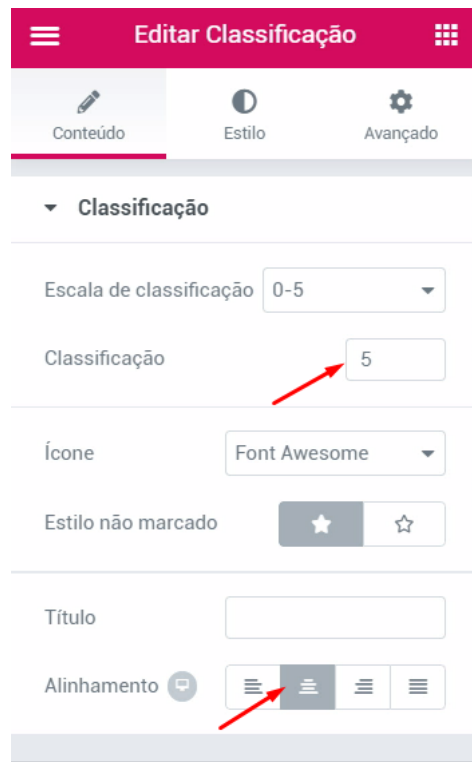 Editar Classificação
Conteúdo Estilo Avançado
Classificação
Escala de classificação 0-5
Classificação 5
Ícone Font Awesome
Estilo não marcado
Título
Alinhamento